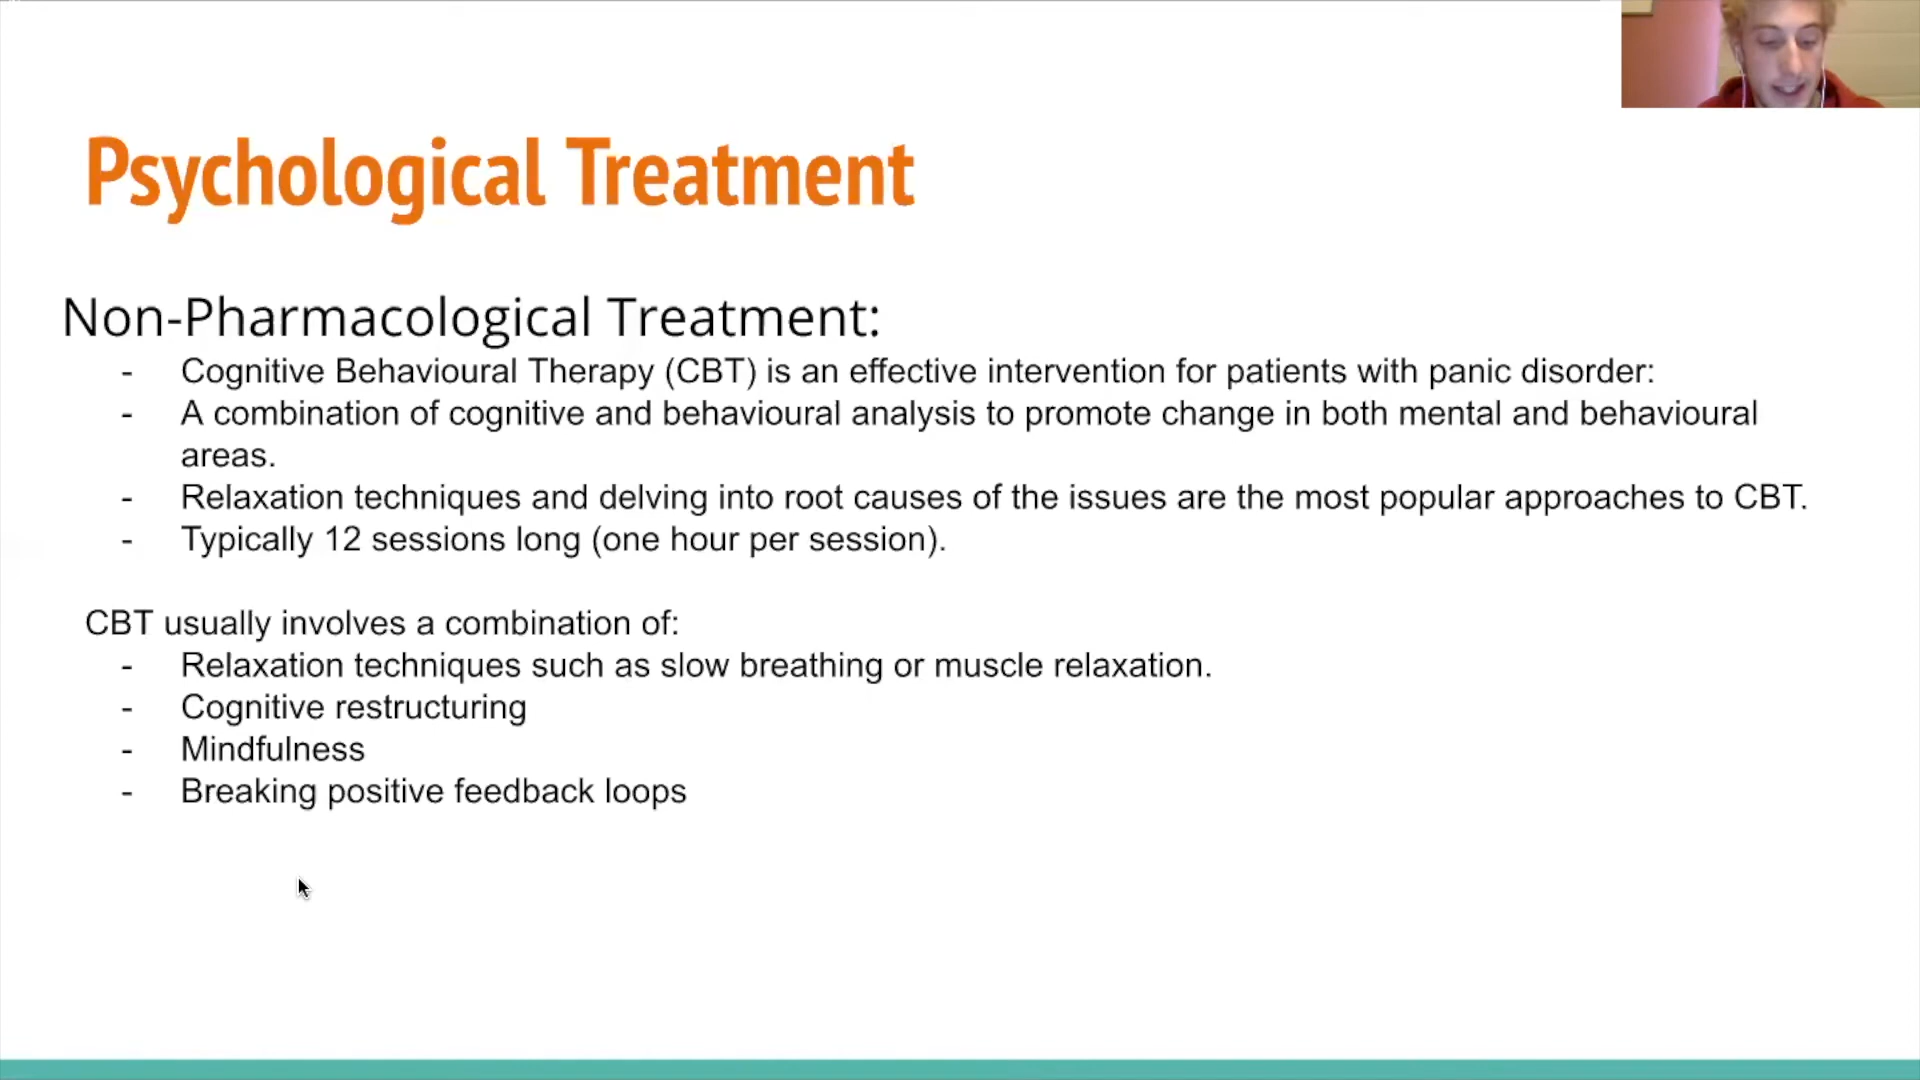 Psychological Treatment
Non-Pharmacological Treatment:
- Cognitive Behavioural Therapy (CBT) is an effective intervention for patients with panic disorder:
- A combination of cognitive and behavioural analysis to promote change in both mental and behavioural
areas.
- Relaxation techniques and delving into root causes of the issues are the most popular approaches to CBT.
- Typically 12 sessions long (one hour per session).
CBT usually involves a combination of:
- Relaxation techniques such as slow breathing or muscle relaxation.
- Cognitive restructuring
- Mindfulness
- Breaking positive feedback loops